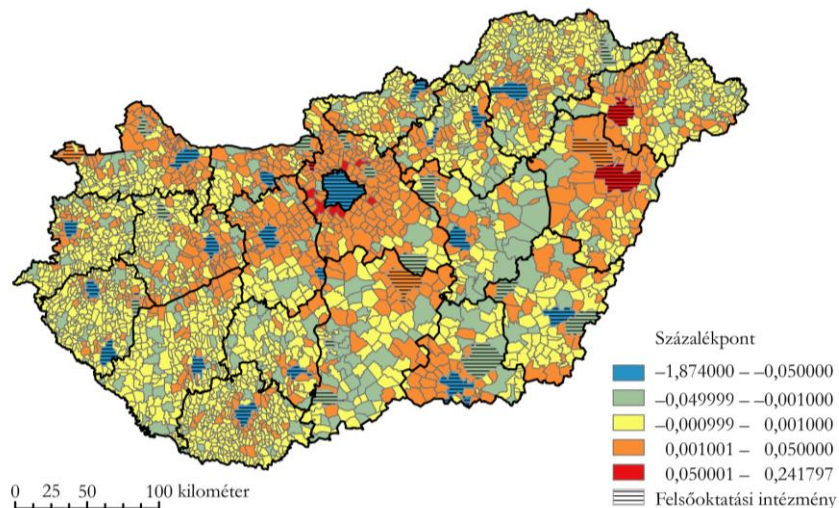 Százalékpont
–1,874000 – –0,050000
–0,049999 – –0,001000
–0,000999 – 0,001000
0,001001 – 0,050000
0,050001 – 0,241797
Felsőoktatási intézmény
0 25 50 100 kilométer